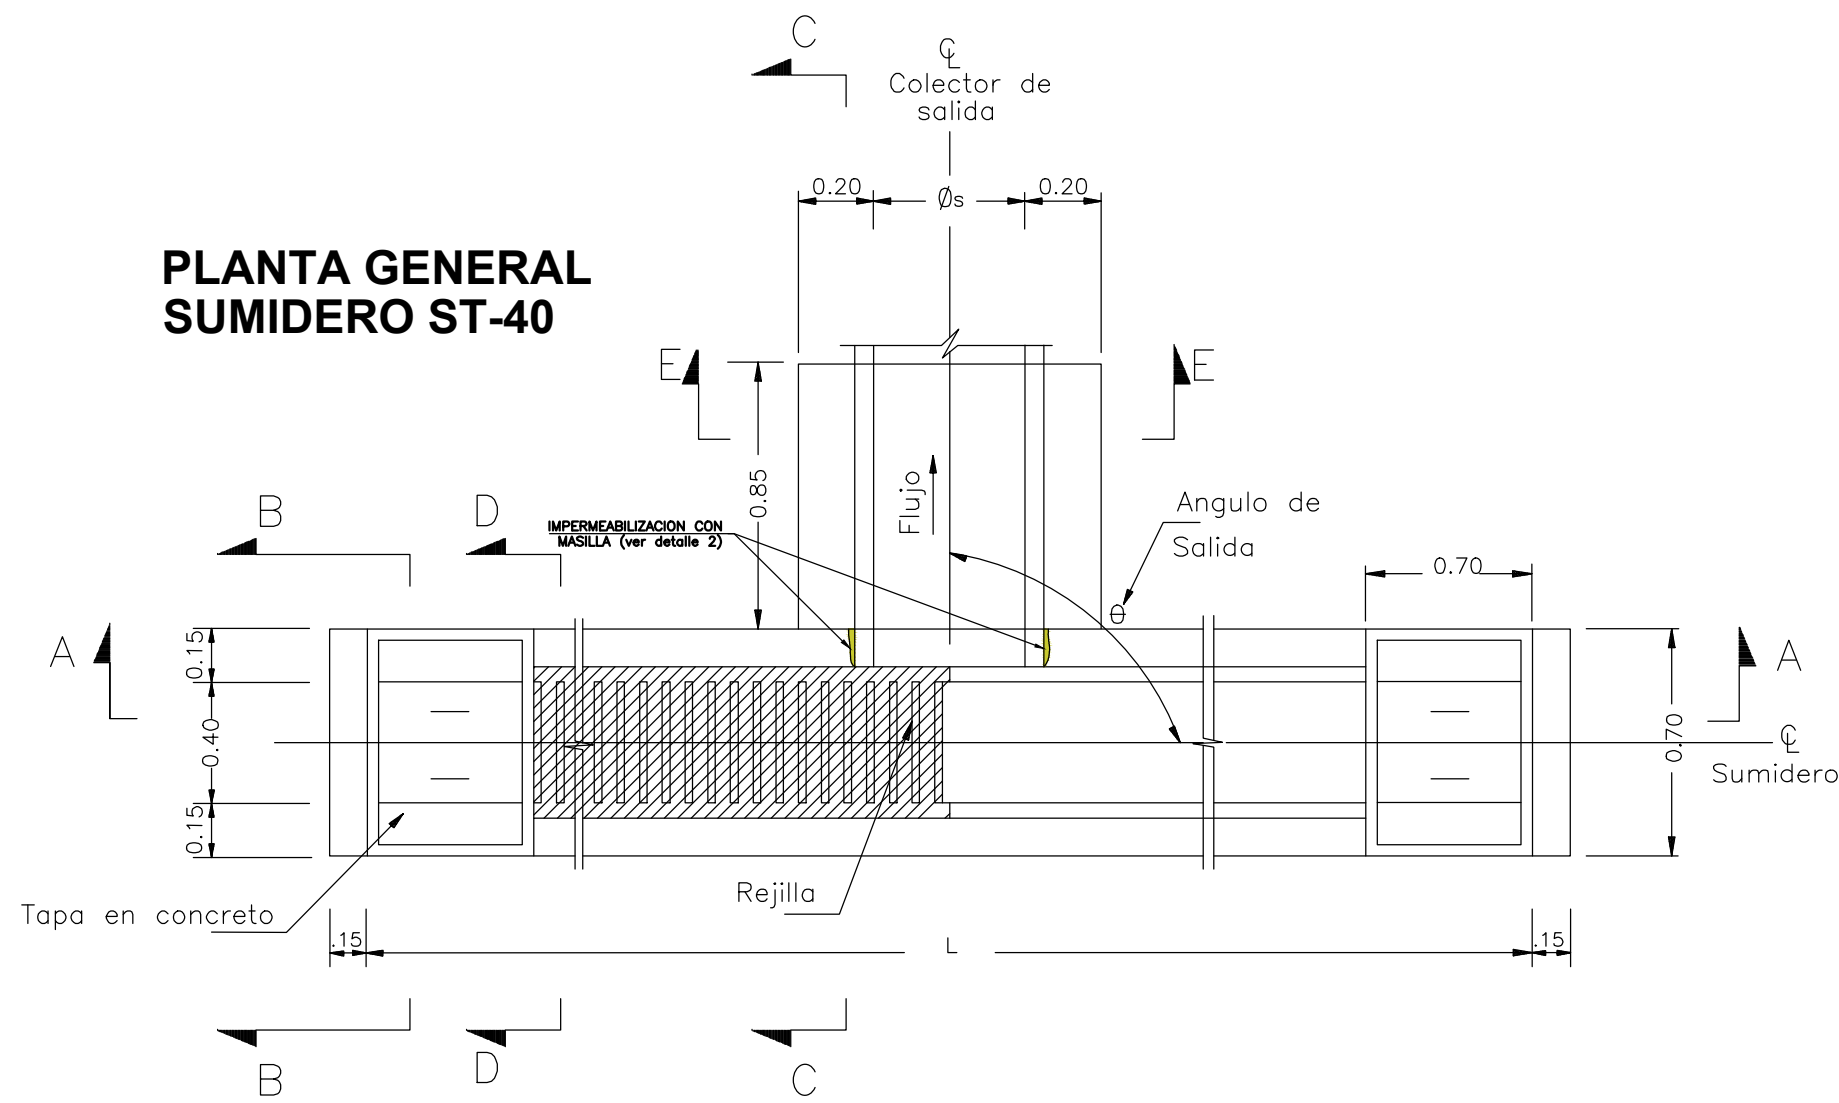 C
℄
Colector de
salida
0.20
Øs
0.20
PLANTA GENERAL
SUMIDERO ST-40
E
E
0.85
Flujo
Angulo de
Salida
B
D
IMPERMEABILIZACION CON
MASILLA (ver detalle 2)
0.70
θ
A
0.15
A
0.40
0.70
℄
Sumidero
0.15
Rejilla
Tapa en concreto
.15
L
.15
B
D
C